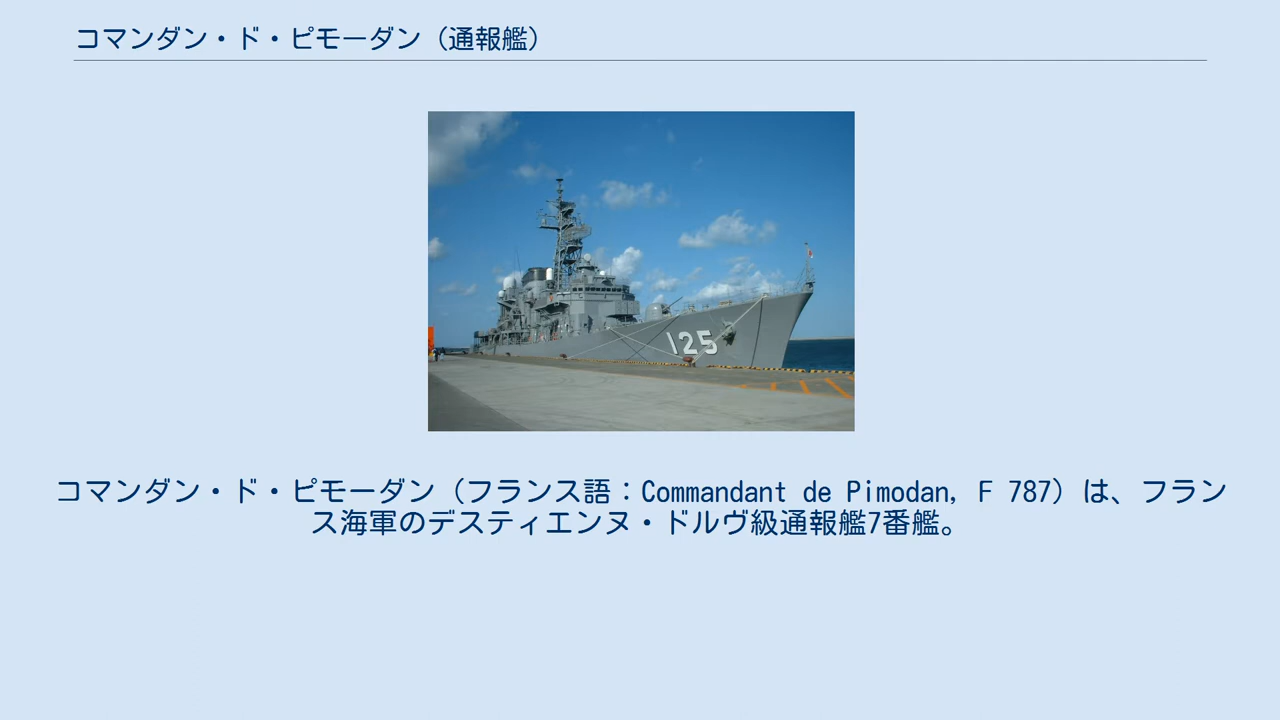 コマンダン・ド・ピモーダン（通報艦）
125
コマンダン・ド・ピモーダン（フランス語：Commandant de Pimodan, F 787）は、フラン
ス海軍のデスティエンヌ・ドルヴ級通報艦7番艦。